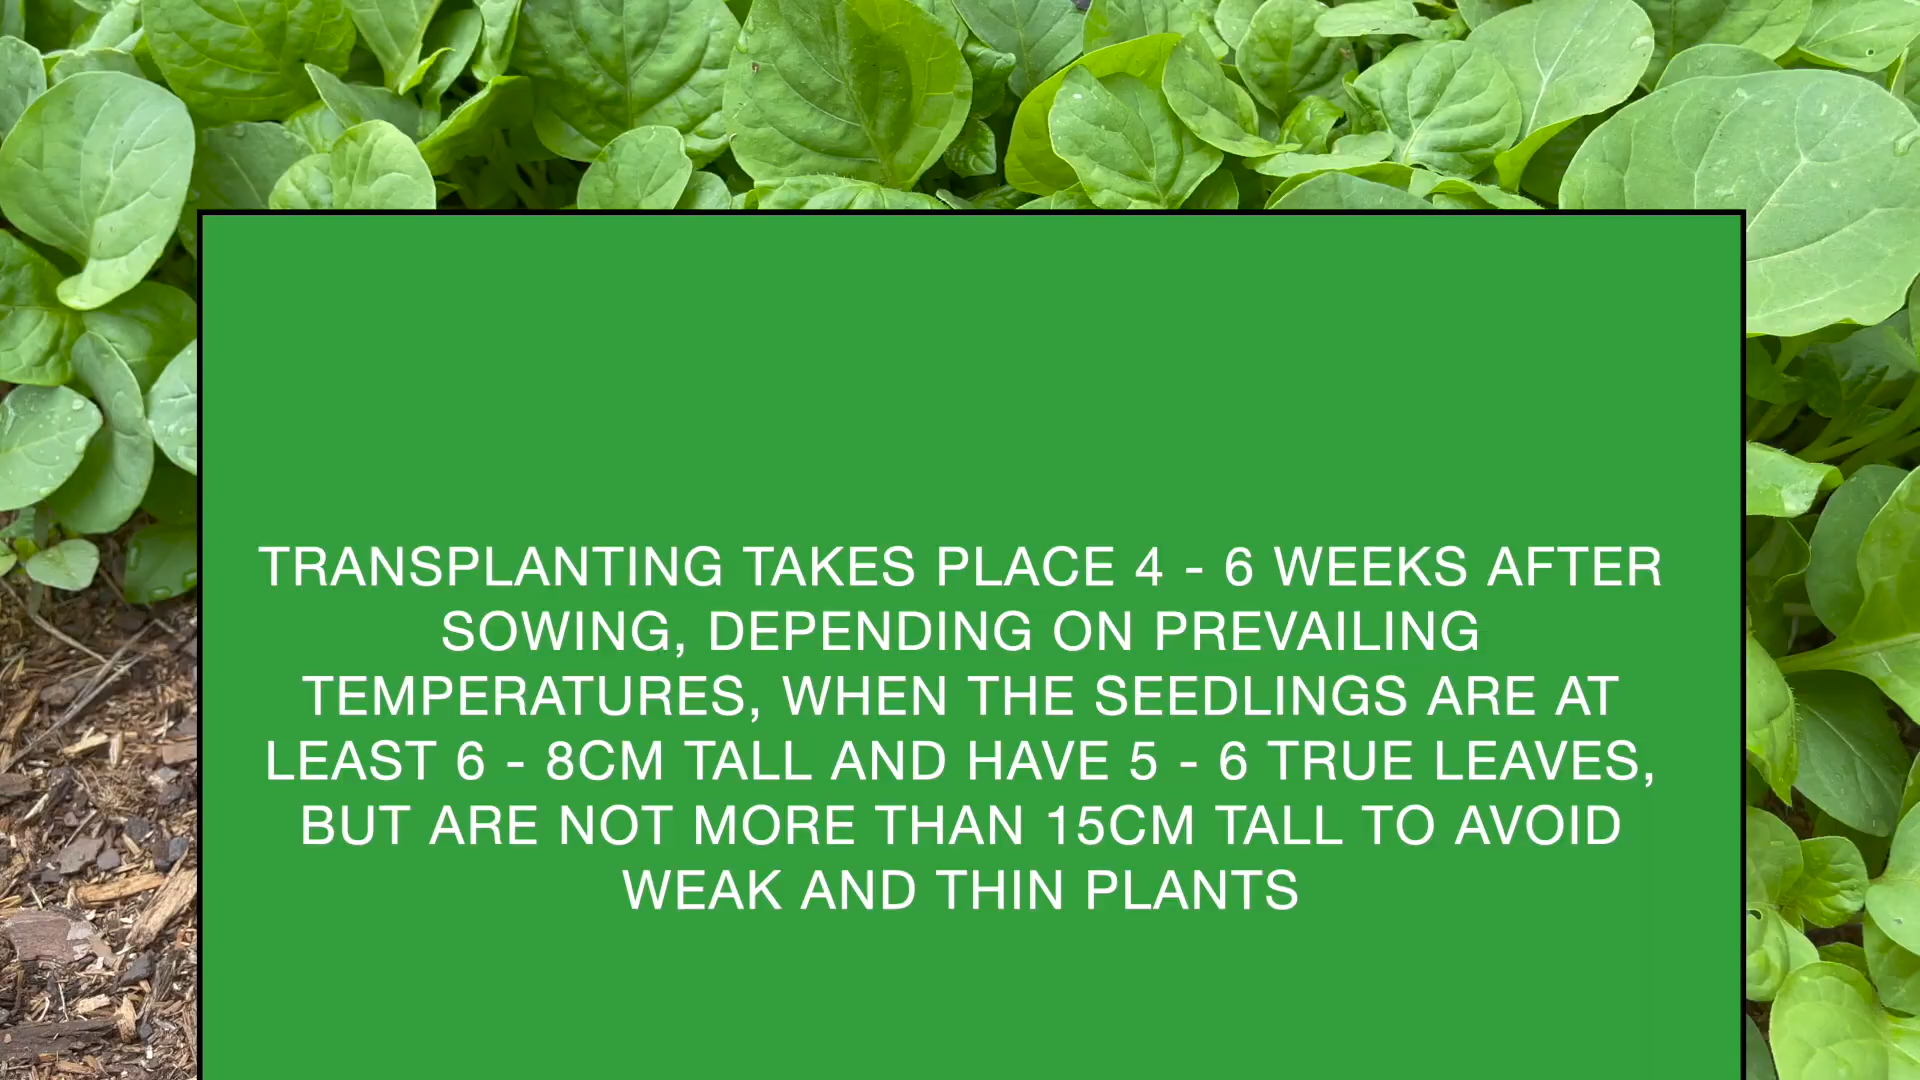 TRANSPLANTING TAKES PLACE 4 - 6 WEEKS AFTER
SOWING, DEPENDING ON PREVAILING
TEMPERATURES, WHEN THE SEEDLINGS ARE AT
LEAST 6 - 8CM TALL AND HAVE 5 - 6 TRUE LEAVES,
BUT ARE NOT MORE THAN 15CM TALL TO AVOID
WEAK AND THIN PLANTS